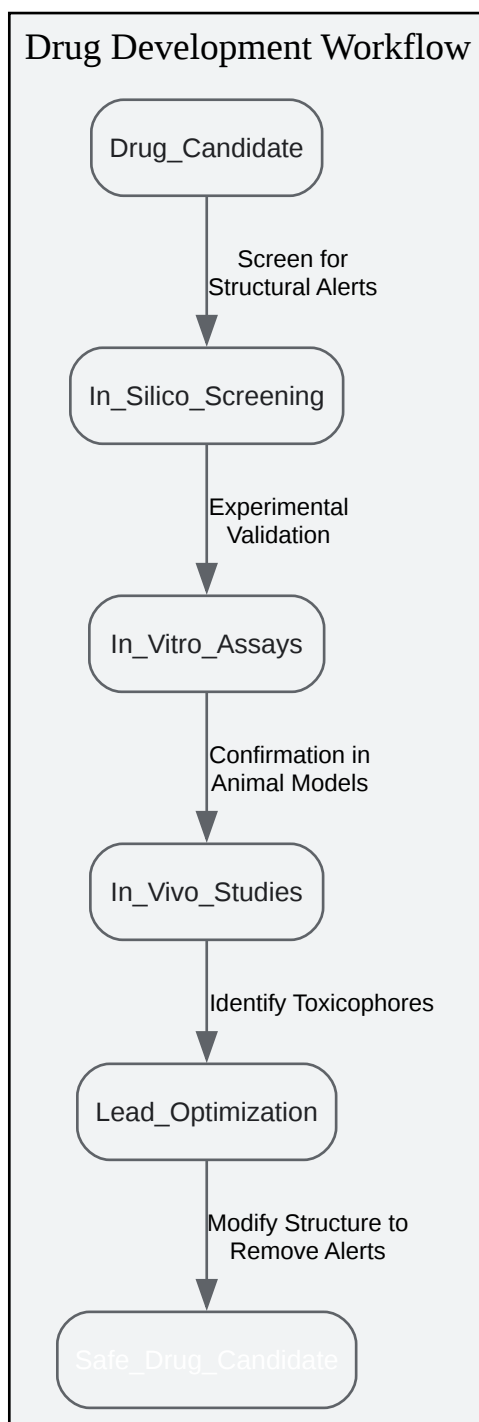 Drug Development Workflow
Drug_Candidate
Screen for
Structural Alerts
In_Silico_Screening
Experimental
Validation
In_Vitro_Assays
Confirmation in
Animal Models
In_Vivo_Studies
Identify Toxicophores
Lead_Optimization
Modify Structure to
Remove Alerts
Safe_Drug_Candidate